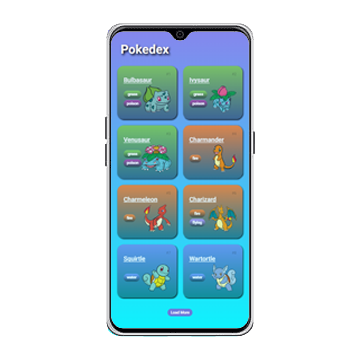 Pokedex
Bulbasaur
grass
poison
Ivysaur
grass
poison
Venusaur
grass
poison
Charmander
fire
Charmeleon
fire
Charizard
fire
flying
Squirtle
water
Wartortle
water
Load More